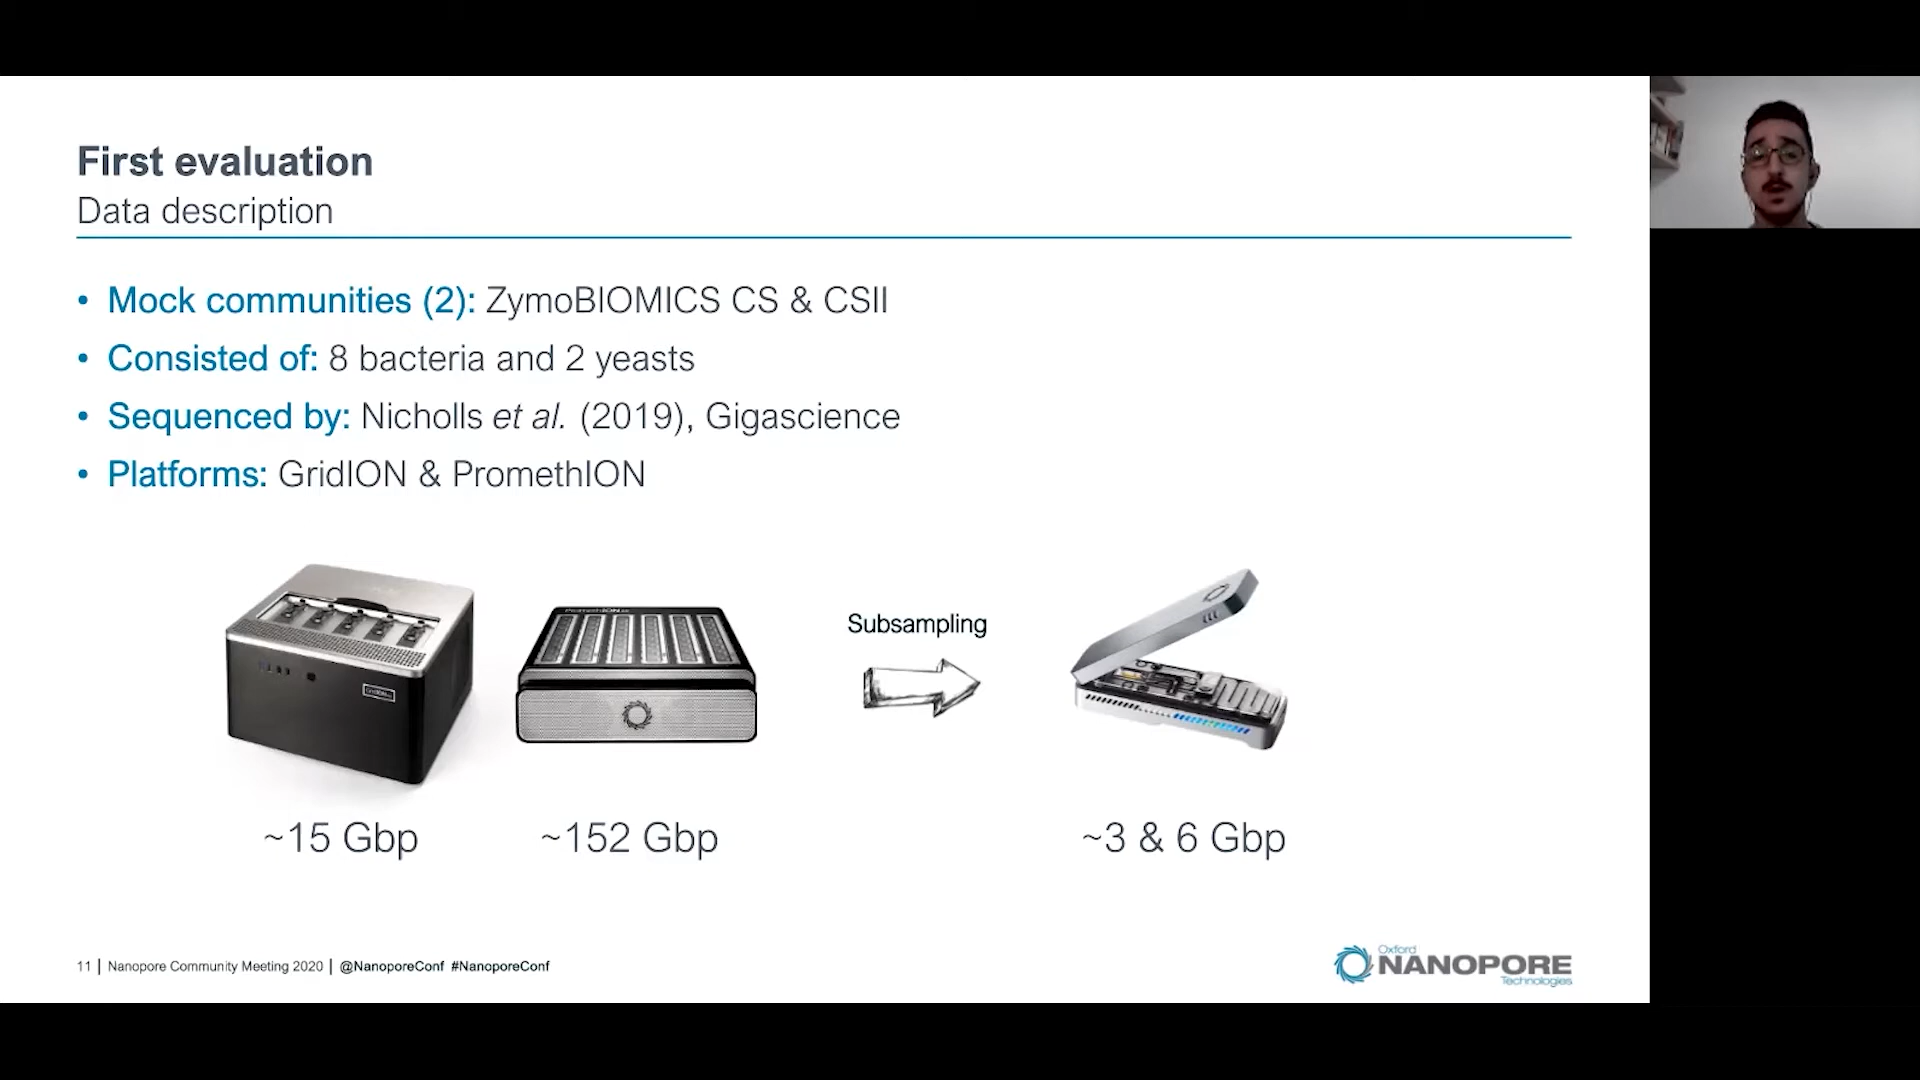 First evaluation
Data description
• Mock communities (2): ZymoBIOMICS CS & CSII
• Consisted of: 8 bacteria and 2 yeasts
• Sequenced by: Nicholls et al. (2019), Gigascience
• Platforms: GridION & PromethION
PromethION
Subsampling
GridION
~15 Gbp
~152 Gbp
~3 & 6 Gbp
11 | Nanopore Community Meeting 2020 | @NanoporeConf #NanoporeConf
Oxford
NANOPORE
Technologies